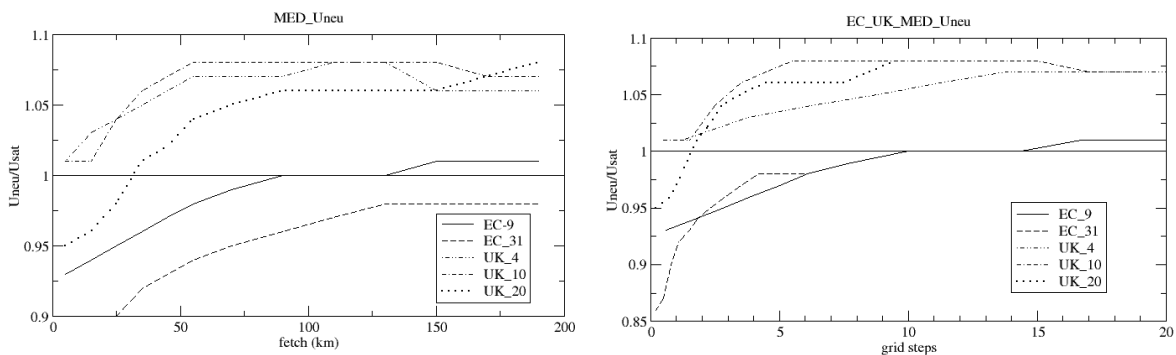 MED_Uneu
1.1
1.05
1
0.95
0.9
Uneu/Usat
0
50
100
150
200
fetch (km)
EC-9
EC_31
UK_4
UK_10
UK_20
EC_UK_MED_Uneu
1.1
1.05
1
0.95
0.9
0.85
Uneu/Usat
0
5
10
15
20
grid steps
EC_9
EC_31
UK_4
UK_10
UK_20